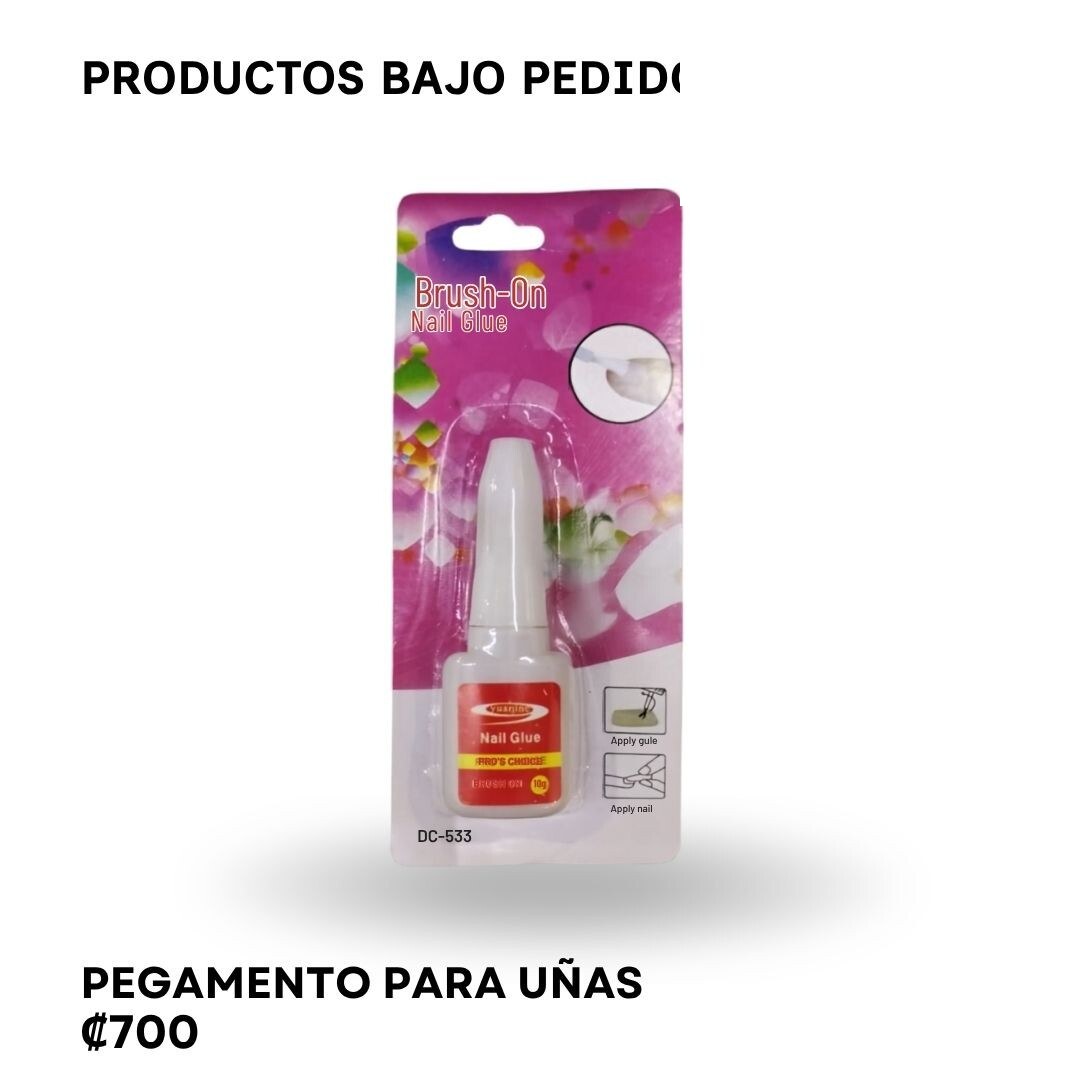 PRODUCTOS BAJO PEDIDO
Brush-On
Nail Glue
yuanine
Nail Glue
PRO'S CHOICE
BRUSH ON 10g
Apply gule
Apply nail
DC-533
PEGAMENTO PARA UÑAS
₡700